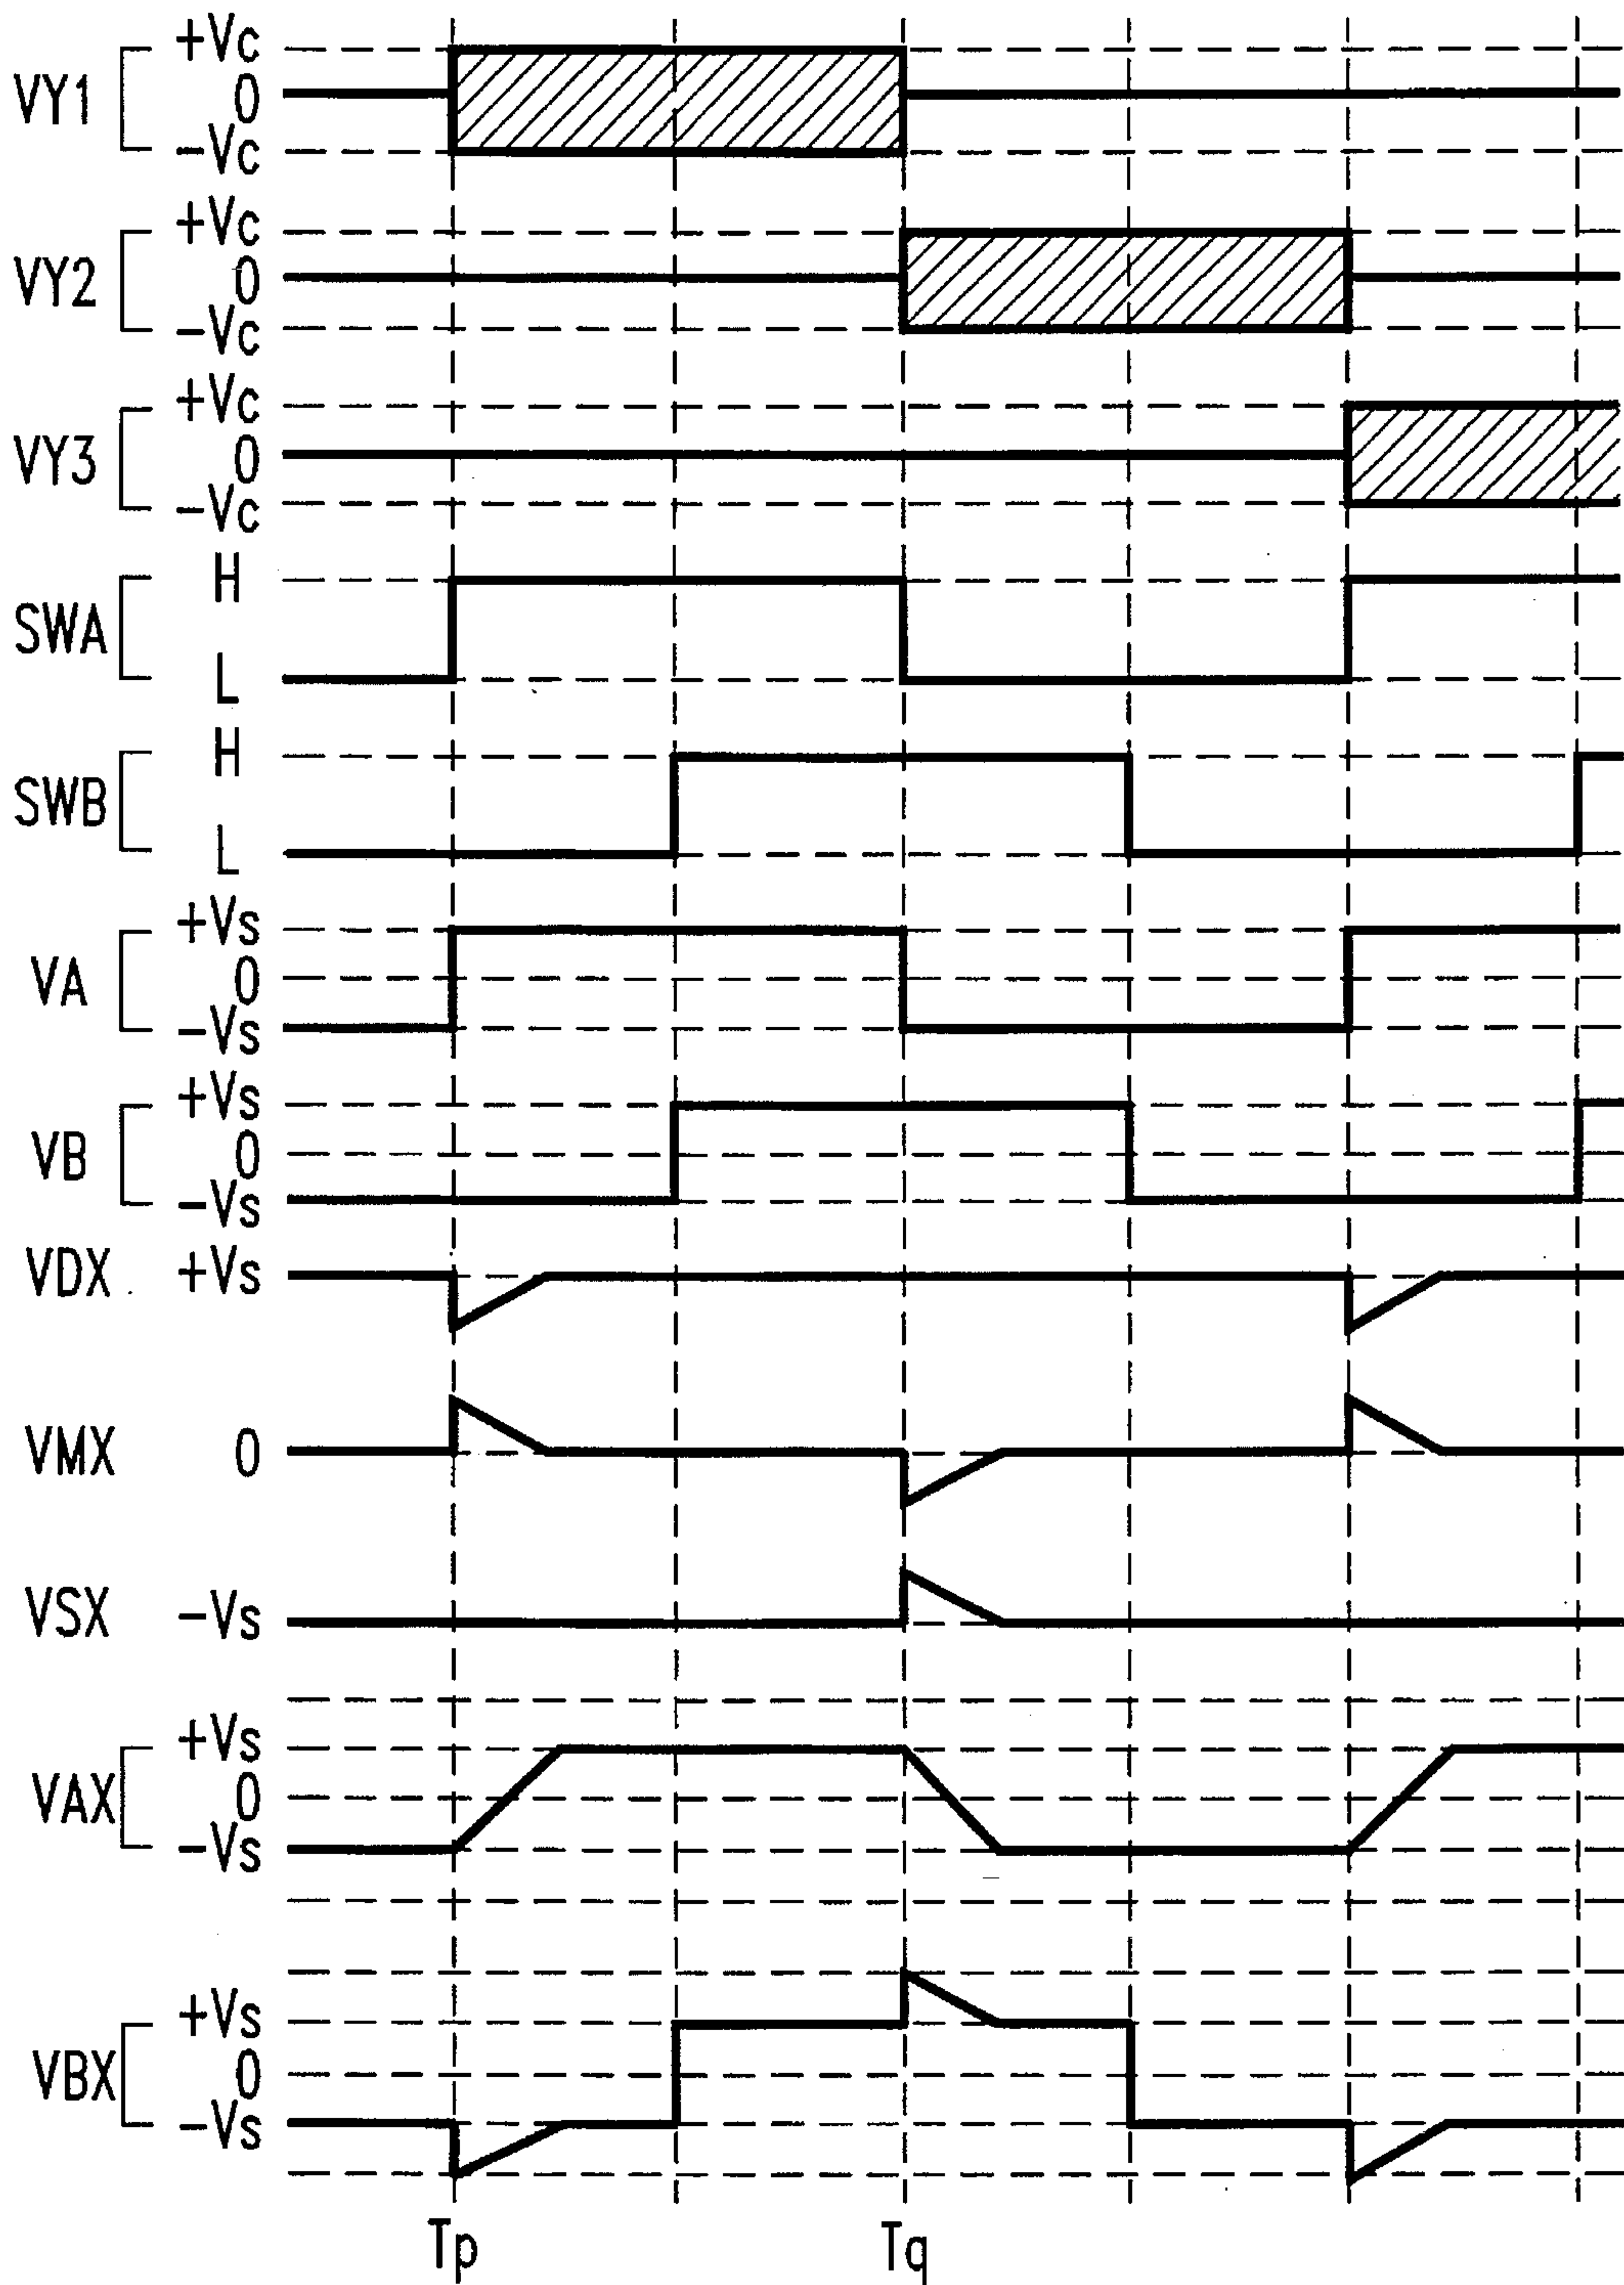 +Vc
VY1 0
-Vc
+Vc
VY2 0
-Vc
+Vc
VY3 0
-Vc
H
SWA
L
H
SWB
L
+Vs
VA 0
-Vs
+Vs
VB 0
-Vs
VDX +Vs
VMX 0
VSX -Vs
+Vs
VAX 0
-Vs
+Vs
VBX 0
-Vs
Tp Tq